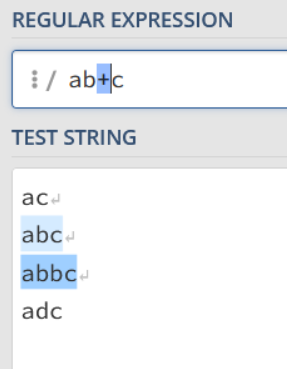 REGULAR EXPRESSION
⋮ / ab+c
TEST STRING
ac↵
abc↵
abbc↵
adc